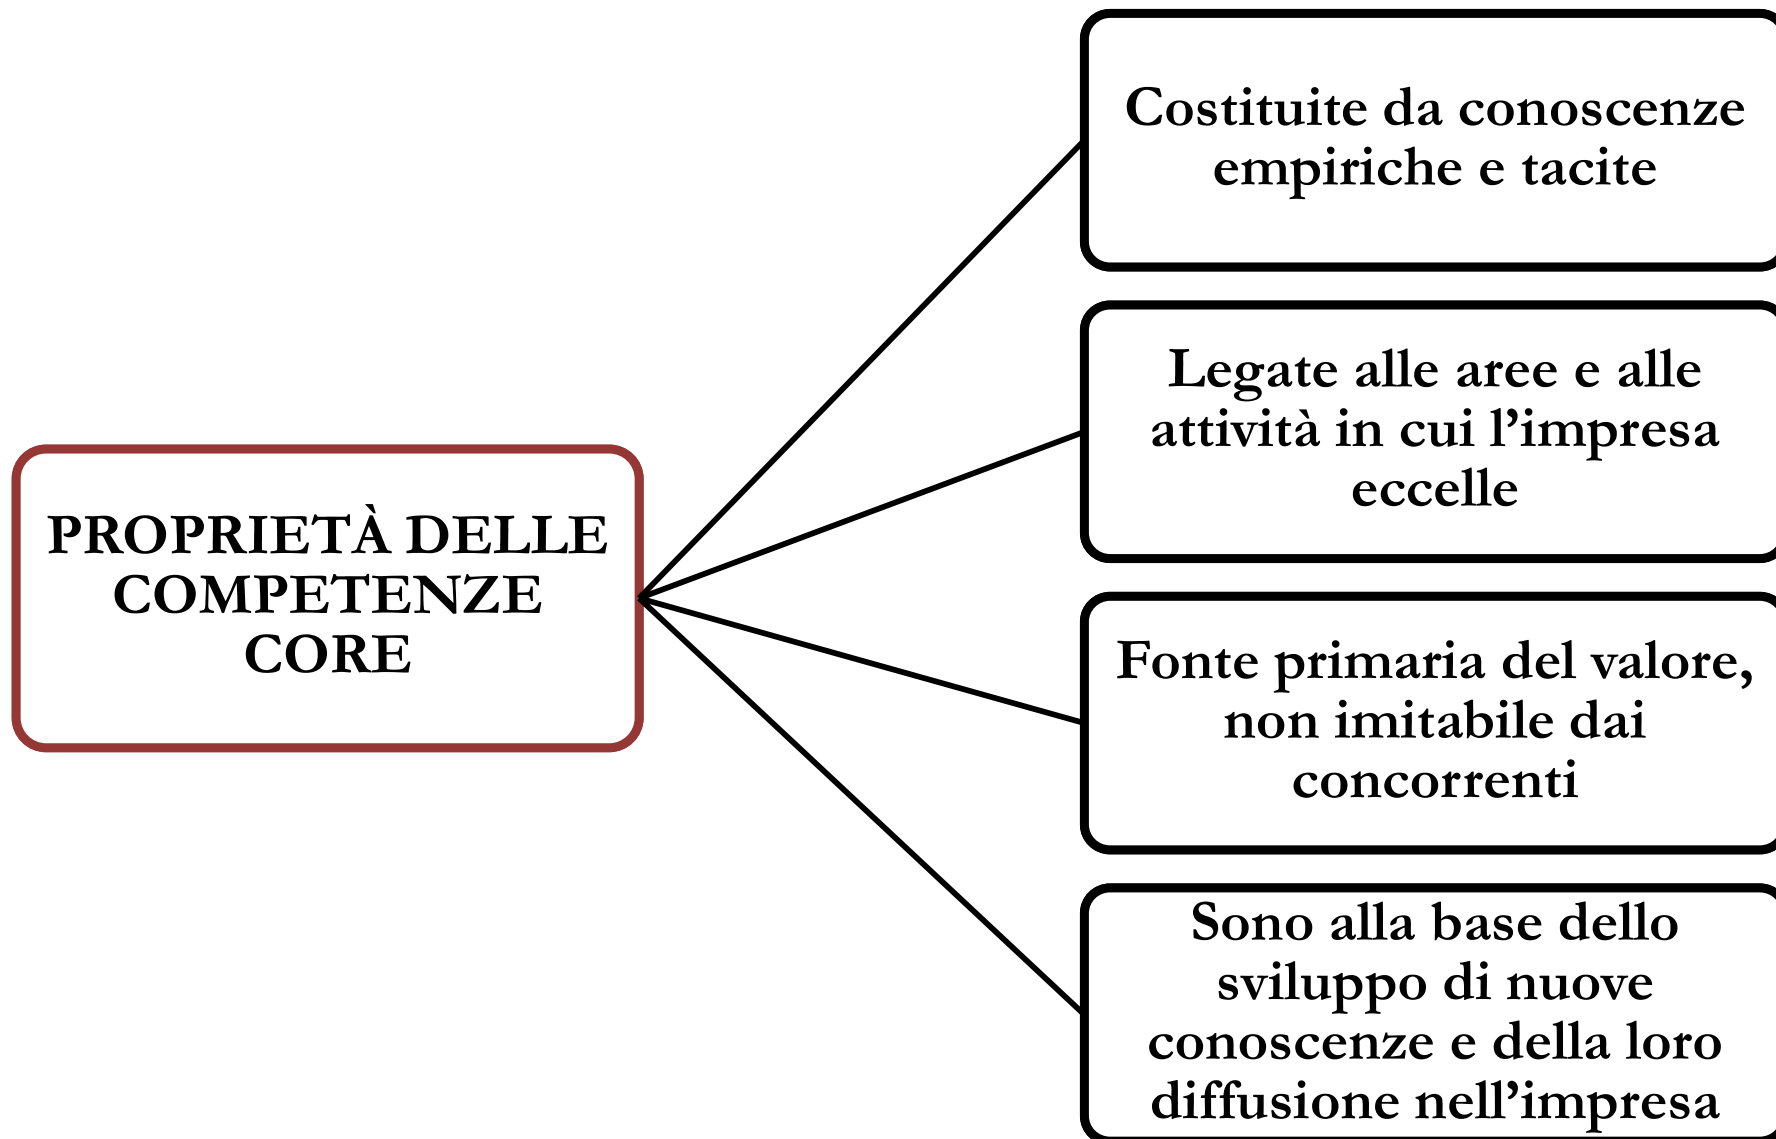 PROPRIETÀ DELLE
COMPETENZE
CORE
Costituite da conoscenze
empiriche e tacite
Legate alle aree e alle
attività in cui l’impresa
eccelle
Fonte primaria del valore,
non imitabile dai
concorrenti
Sono alla base dello
sviluppo di nuove
conoscenze e della loro
diffusione nell’impresa